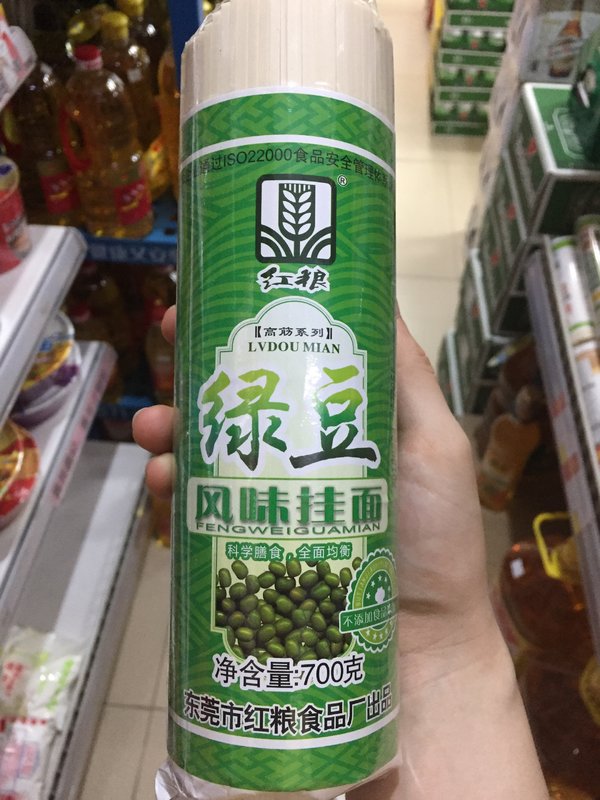 通过ISO22000食品安全管理
®
红粮
【高筋系列】
LVDOU MIAN
绿豆
风味挂面
FENGWEIGUAMIAN
科学膳食,全面均衡
不添加食品
净含量:700克
东莞市红粮食品厂出品